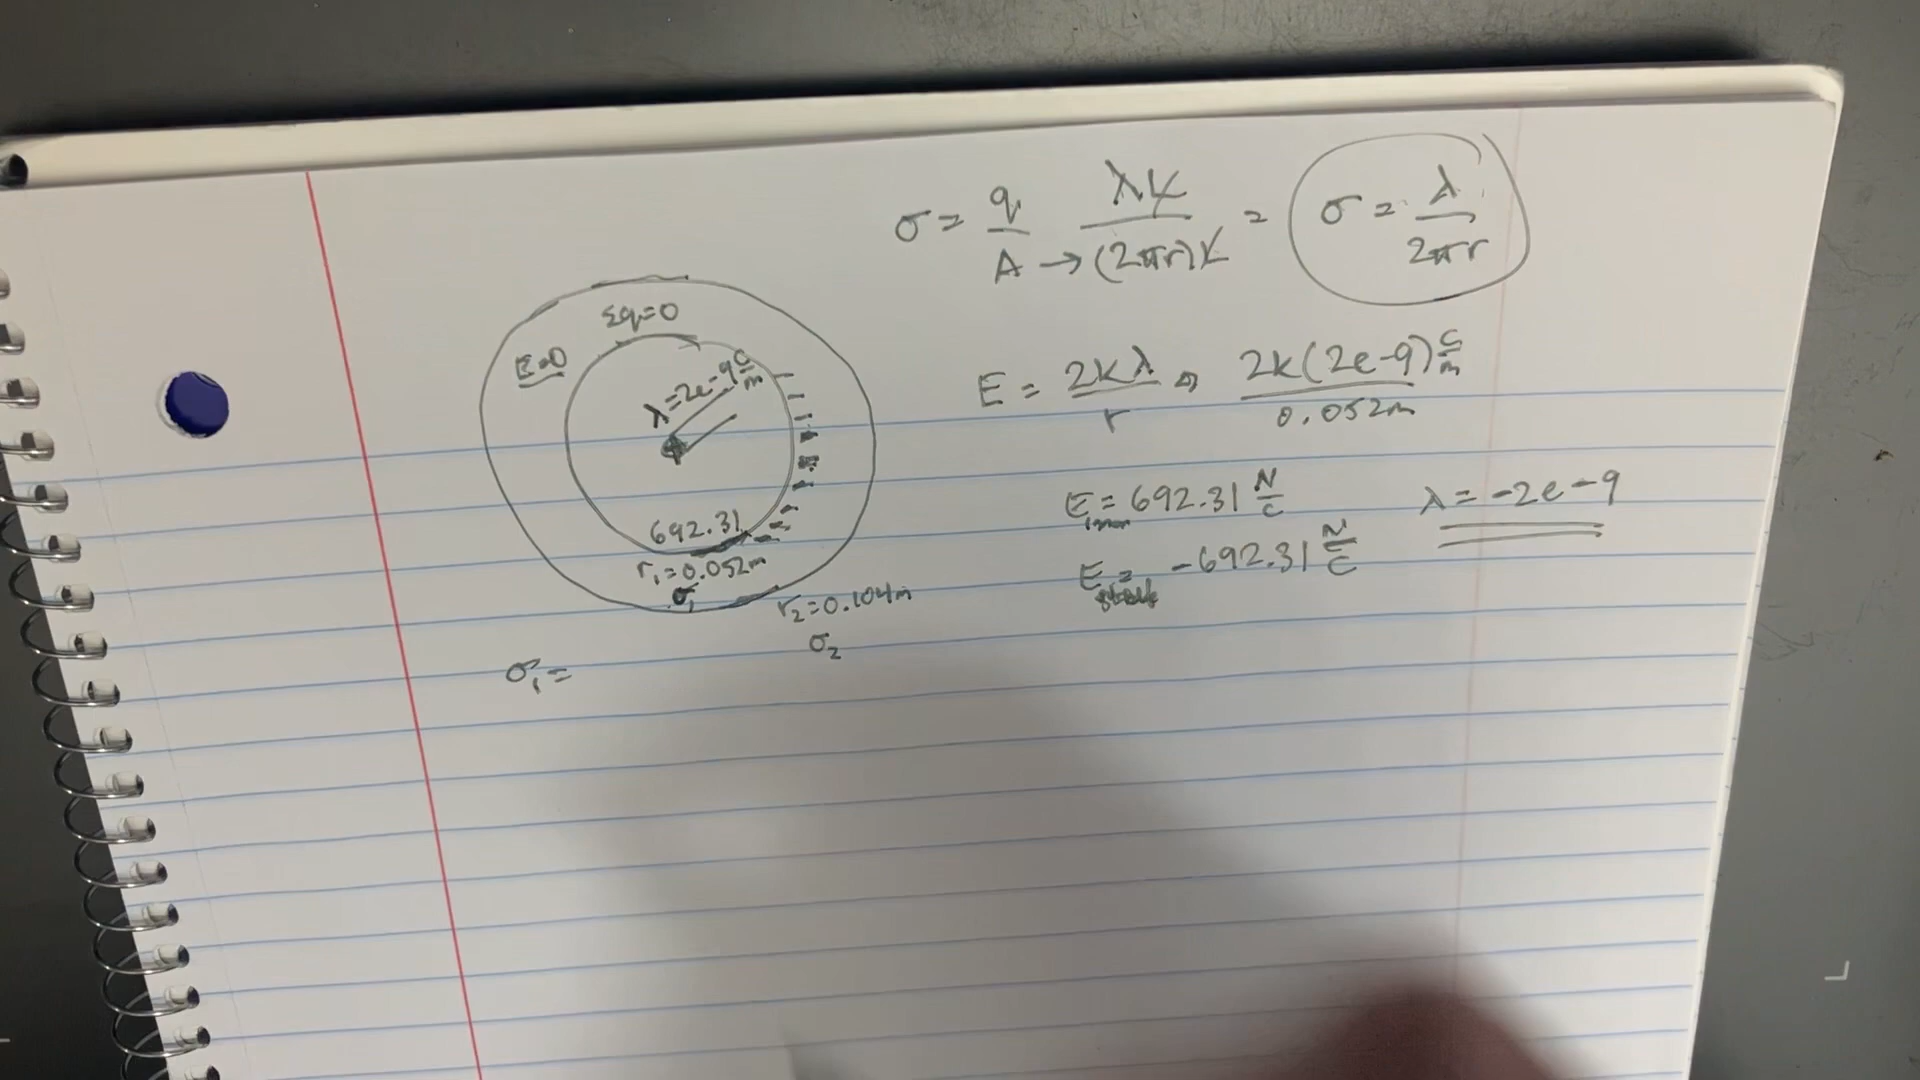 σ = q/A → λL/(2πr)L = σ = λ/2πr
Σq=0
E=0
λ=2e-9 C/m
E = 2kλ/r ⇒ 2k(2e-9) C/m / 0.052m
692.31
r₁=0.052m
σ₁
r₂=0.104m
σ₂
E = 692.31 N/C
λ = -2e-9
E = -692.31 N/C
σ₁ =